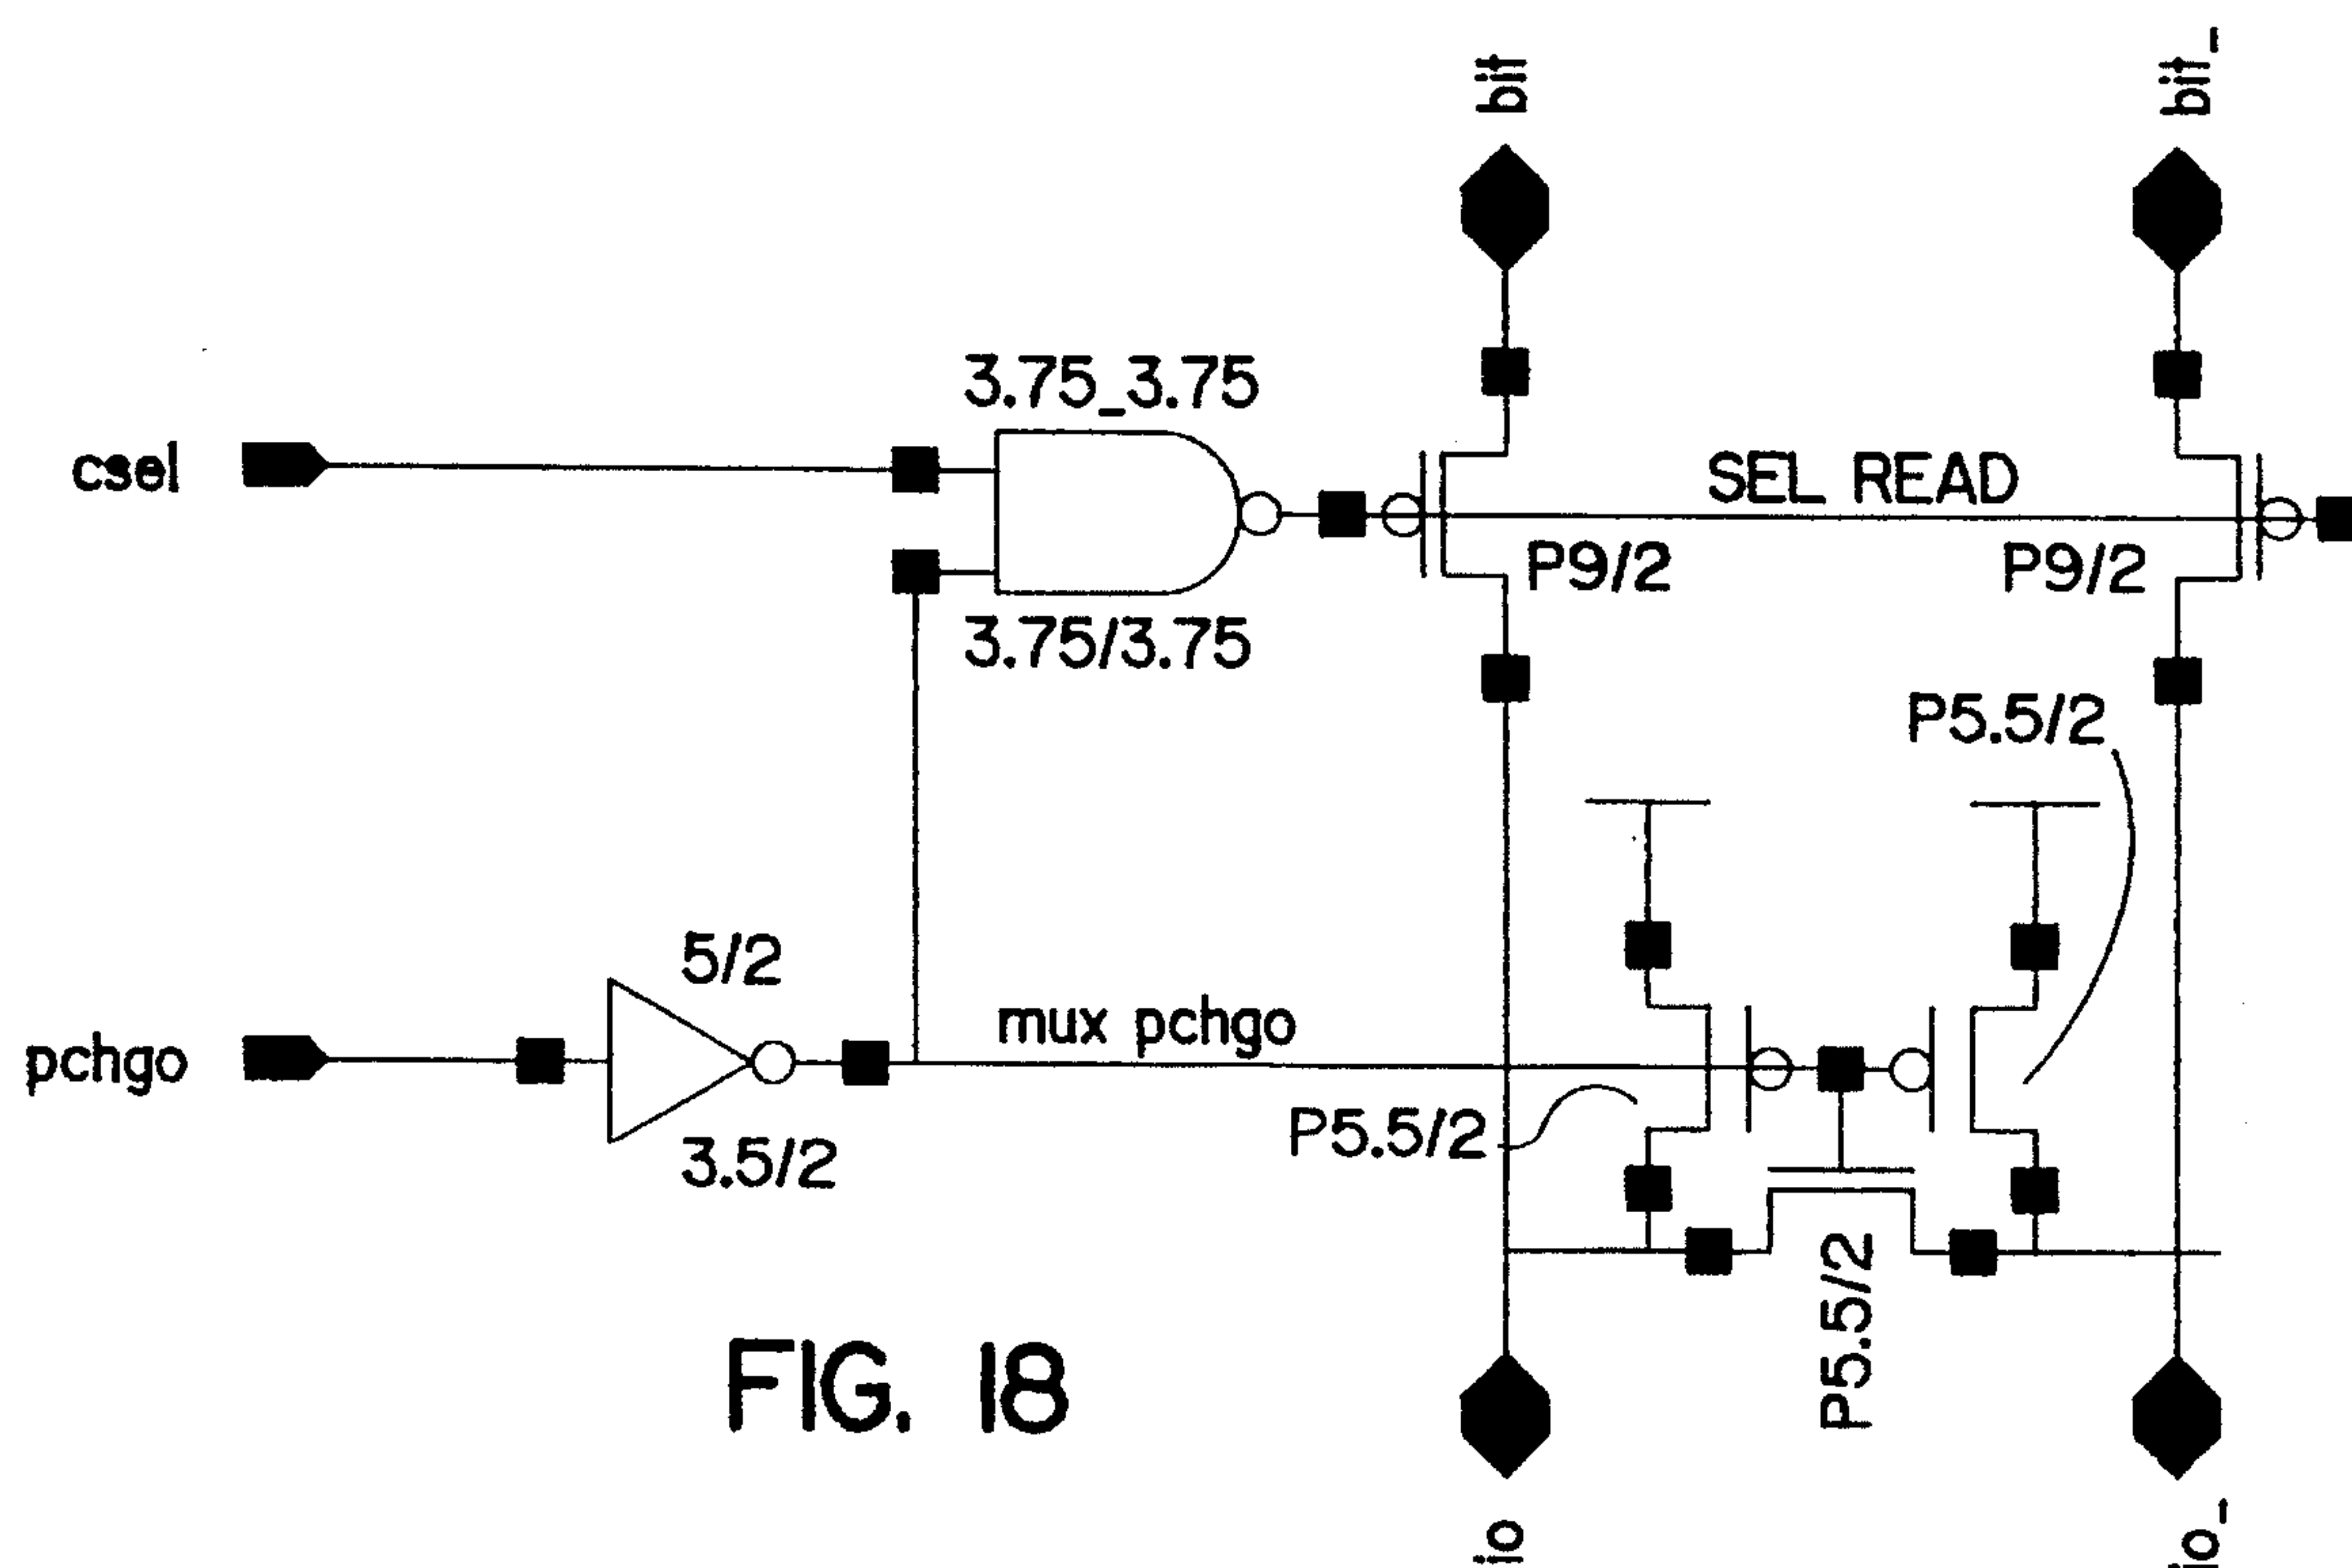 bit
bit_
3.75_3.75
csel
SEL READ
P9/2
P9/2
3.75/3.75
P5.5/2
5/2
mux pchgo
pchgo
P5.5/2
3.5/2
P5.5/2
FIG. 18
io
io_